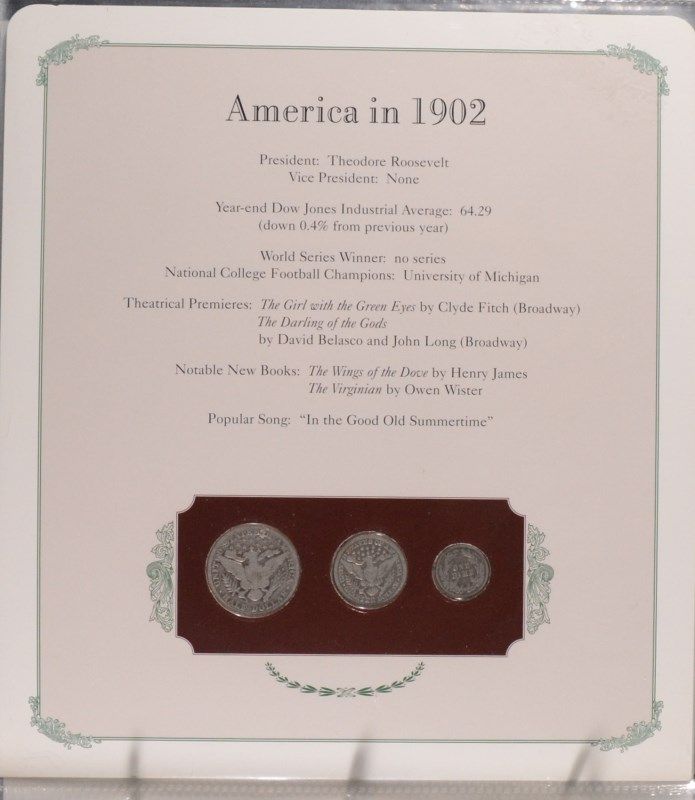 America in 1902
President: Theodore Roosevelt
Vice President: None
Year-end Dow Jones Industrial Average: 64.29
(down 0.4% from previous year)
World Series Winner: no series
National College Football Champions: University of Michigan
Theatrical Premieres: The Girl with the Green Eyes by Clyde Fitch (Broadway)
The Darling of the Gods
by David Belasco and John Long (Broadway)
Notable New Books: The Wings of the Dove by Henry James
The Virginian by Owen Wister
Popular Song: “In the Good Old Summertime”
HALF DOLLAR
ONE
DIME